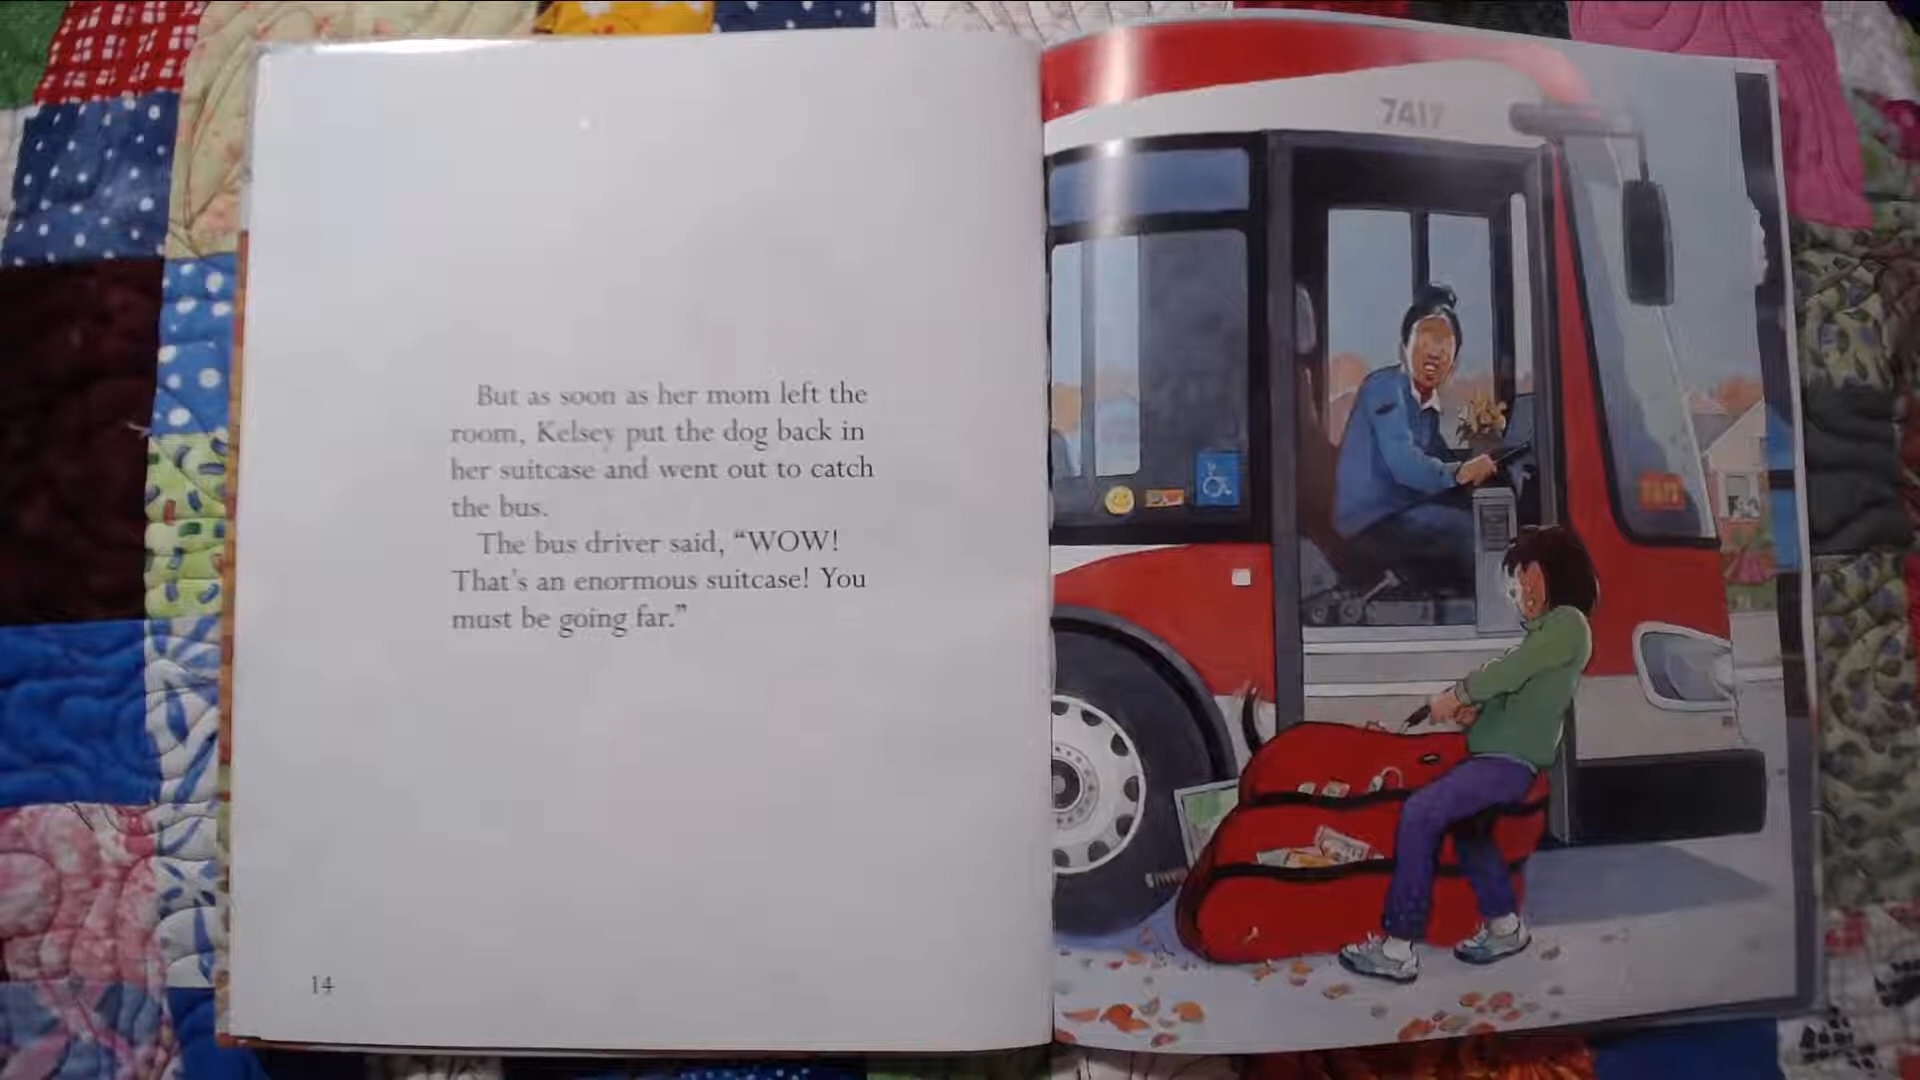 But as soon as her mom left the
room, Kelsey put the dog back in
her suitcase and went out to catch
the bus.
The bus driver said, “WOW!
That’s an enormous suitcase! You
must be going far.”
14
7417